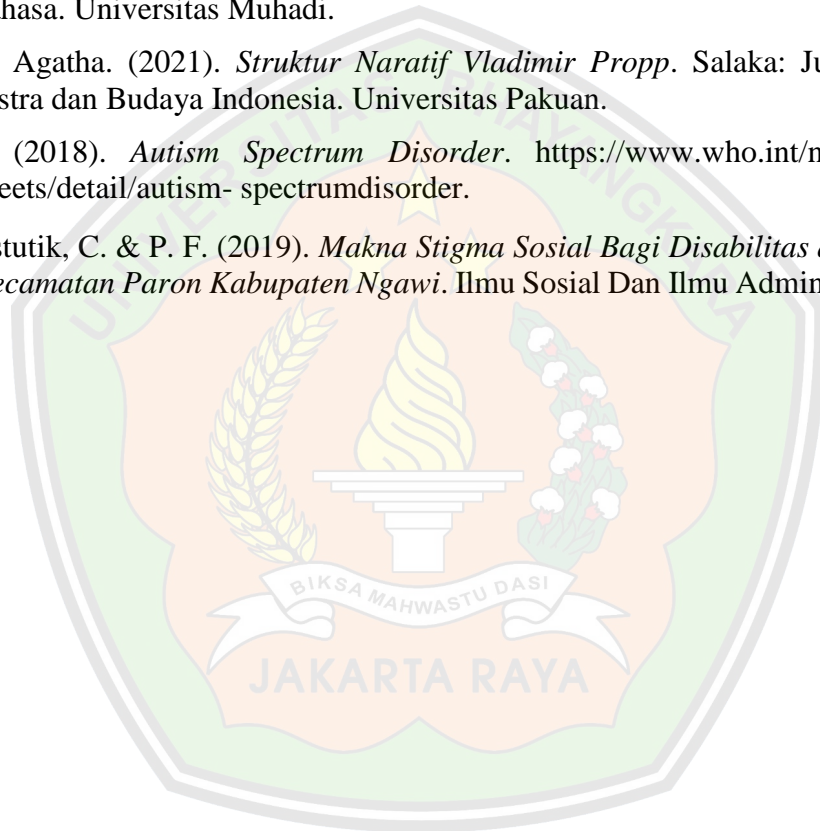 hasa. Universitas Muhadi.
Agatha. (2021). Struktur Naratif Vladimir Propp. Salaka: Ju
stra dan Budaya Indonesia. Universitas Pakuan.
(2018). Autism Spectrum Disorder. https://www.who.int/n
eets/detail/autism- spectrumdisorder.
stutik, C. & P. F. (2019). Makna Stigma Sosial Bagi Disabilitas
ecamatan Paron Kabupaten Ngawi. Ilmu Sosial Dan Ilmu Admin
UNIVERSITAS BHAYANGKARA
BIKSA MAHWASTU DASI
JAKARTA RAYA